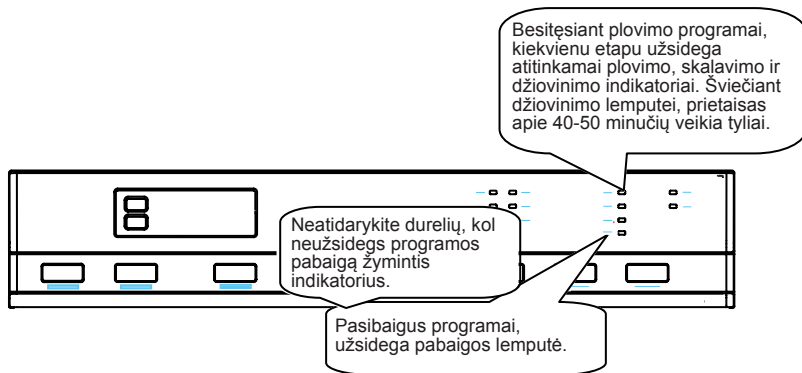 Besitęsiant plovimo programai,
kiekvienu etapu užsidega
atitinkamai plovimo, skalavimo ir
džiovinimo indikatoriai. Šviečiant
džiovinimo lemputei, prietaisas
apie 40-50 minučių veikia tyliai.
Neatidarykite durelių, kol
neužsidegs programos
pabaigą žymintis
indikatorius.
Pasibaigus programai,
užsidega pabaigos lemputė.